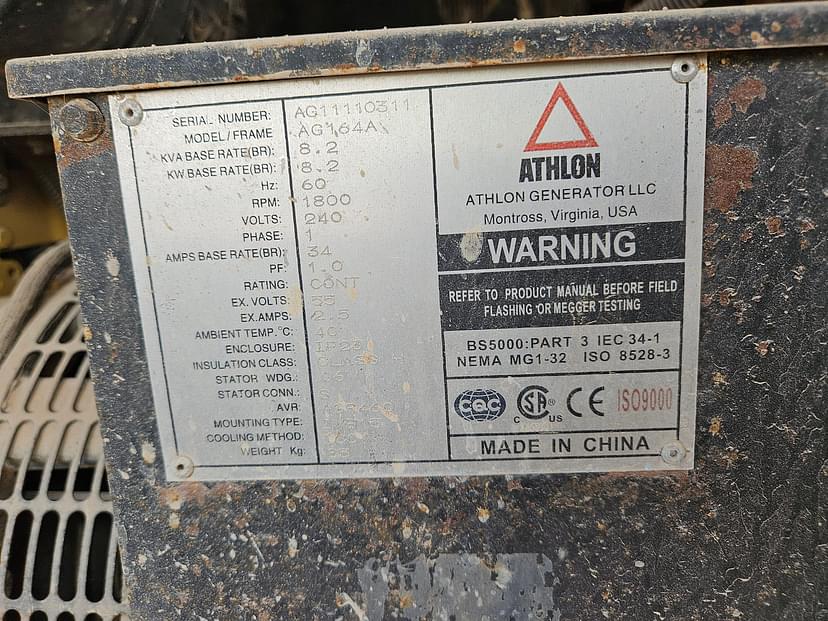 SERIAL NUMBER: AG11110311
MODEL/FRAME AG164A
KVA BASE RATE(BR): 8.2
KW.BASE RATE(BR): 8.2
Hz: 60
RPM: 1800
VOLTS: 240
PHASE: 1
AMPS BASE RATE(BR): 34
PF: 1.0
RATING: CONT
EX. VOLTS: 55
EX.AMPS: 2.5
AMBIENT TEMP.°C: 40
ENCLOSURE: IP23
INSULATION CLASS: CLASS H
STATOR WDG.:
STATOR CONN.:
AVR:
MOUNTING TYPE:
COOLING METHOD:
WEIGHT Kg:
ATHLON
ATHLON GENERATOR LLC
Montross, Virginia, USA
WARNING
REFER TO PRODUCT MANUAL BEFORE FIELD
FLASHING OR MEGGER TESTING
BS5000:PART 3 IEC 34-1
NEMA MG1-32 ISO 8528-3
CQC C SA ® US CE ISO9000
MADE IN CHINA